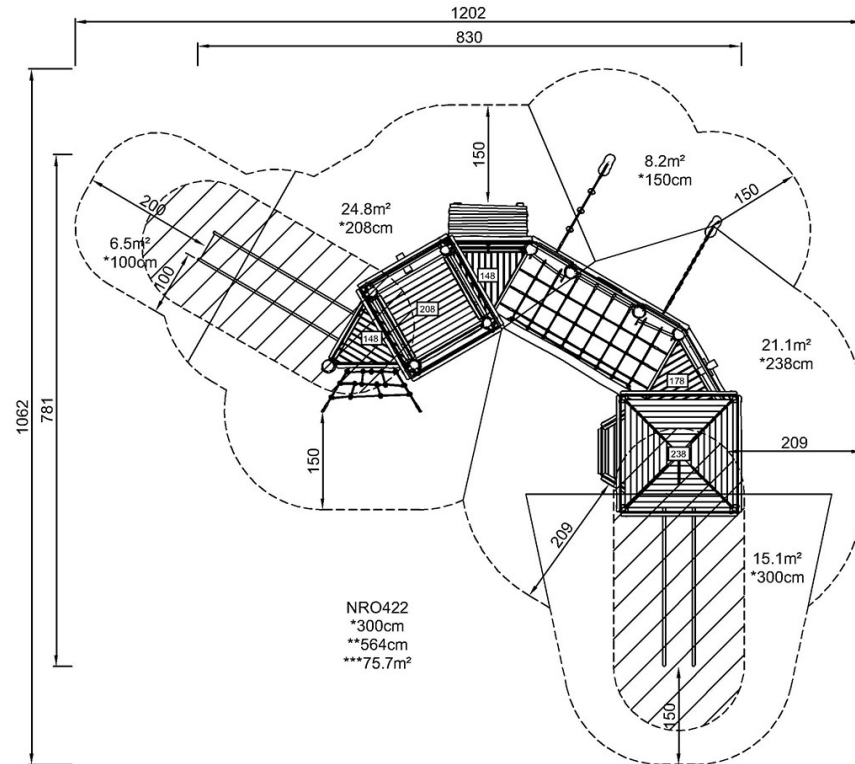 1202
830
1062
781
150
8.2m²
*150cm
150
200
24.8m²
*208cm
6.5m²
*100cm
100
148
208
148
21.1m²
*238cm
178
238
209
150
209
15.1m²
*300cm
NRO422
*300cm
**564cm
***75.7m²
150